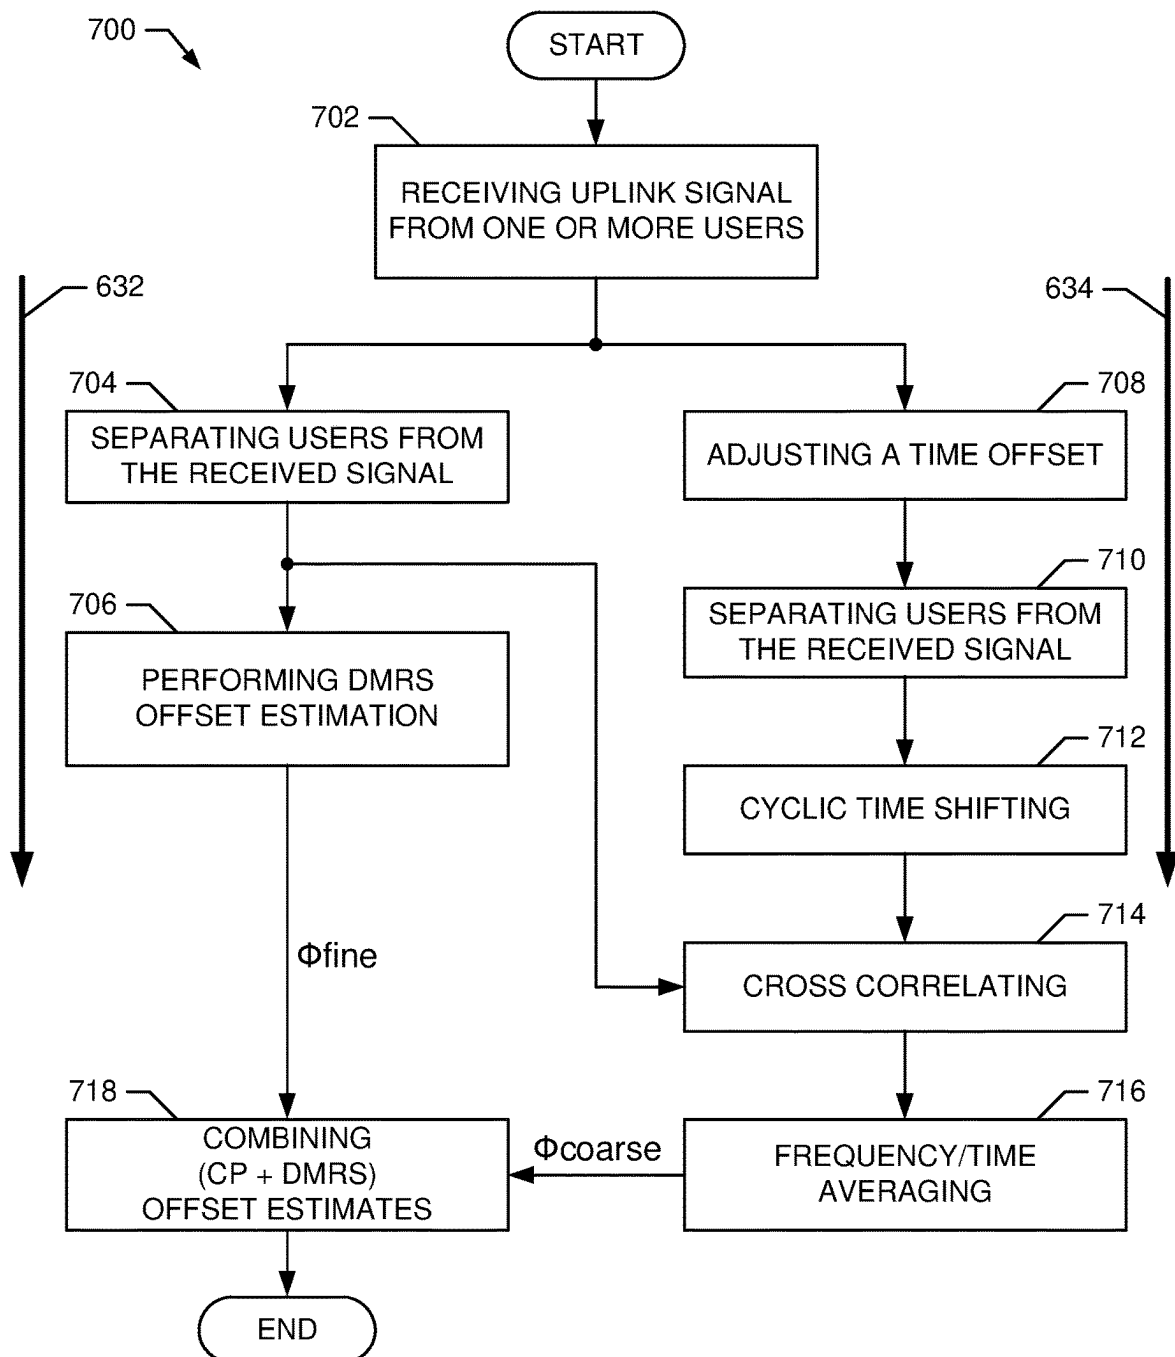 700
START
702
RECEIVING UPLINK SIGNAL
FROM ONE OR MORE USERS
632
634
704
SEPARATING USERS FROM
THE RECEIVED SIGNAL
708
ADJUSTING A TIME OFFSET
706
PERFORMING DMRS
OFFSET ESTIMATION
710
SEPARATING USERS FROM
THE RECEIVED SIGNAL
712
CYCLIC TIME SHIFTING
714
CROSS CORRELATING
Φfine
718
COMBINING
(CP + DMRS)
OFFSET ESTIMATES
Φcoarse
716
FREQUENCY/TIME
AVERAGING
END